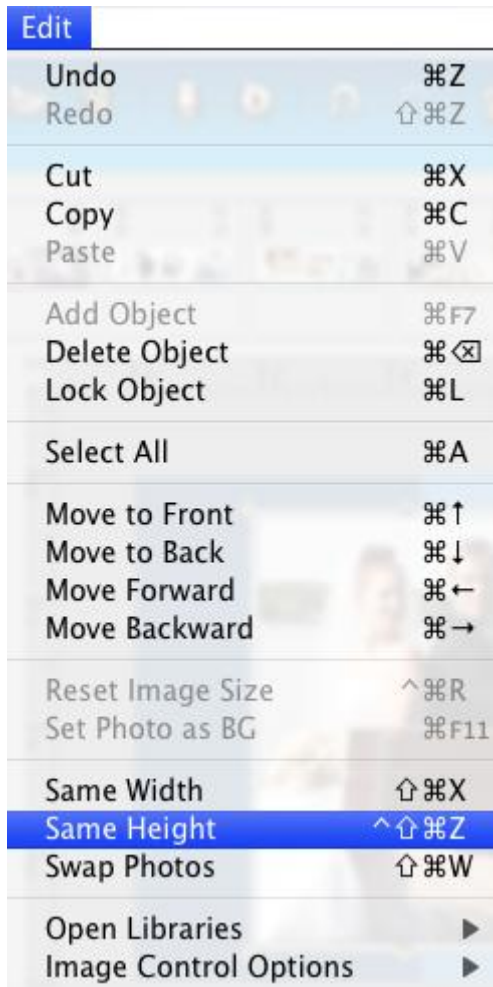 Edit
Undo ⌘Z
Redo ⇧⌘Z
Cut ⌘X
Copy ⌘C
Paste ⌘V
Add Object ⌘F7
Delete Object ⌘⌫
Lock Object ⌘L
Select All ⌘A
Move to Front ⌘↑
Move to Back ⌘↓
Move Forward ⌘←
Move Backward ⌘→
Reset Image Size ^⌘R
Set Photo as BG ⌘F11
Same Width ⇧⌘X
Same Height ^⇧⌘Z
Swap Photos ⇧⌘W
Open Libraries ▶
Image Control Options ▶